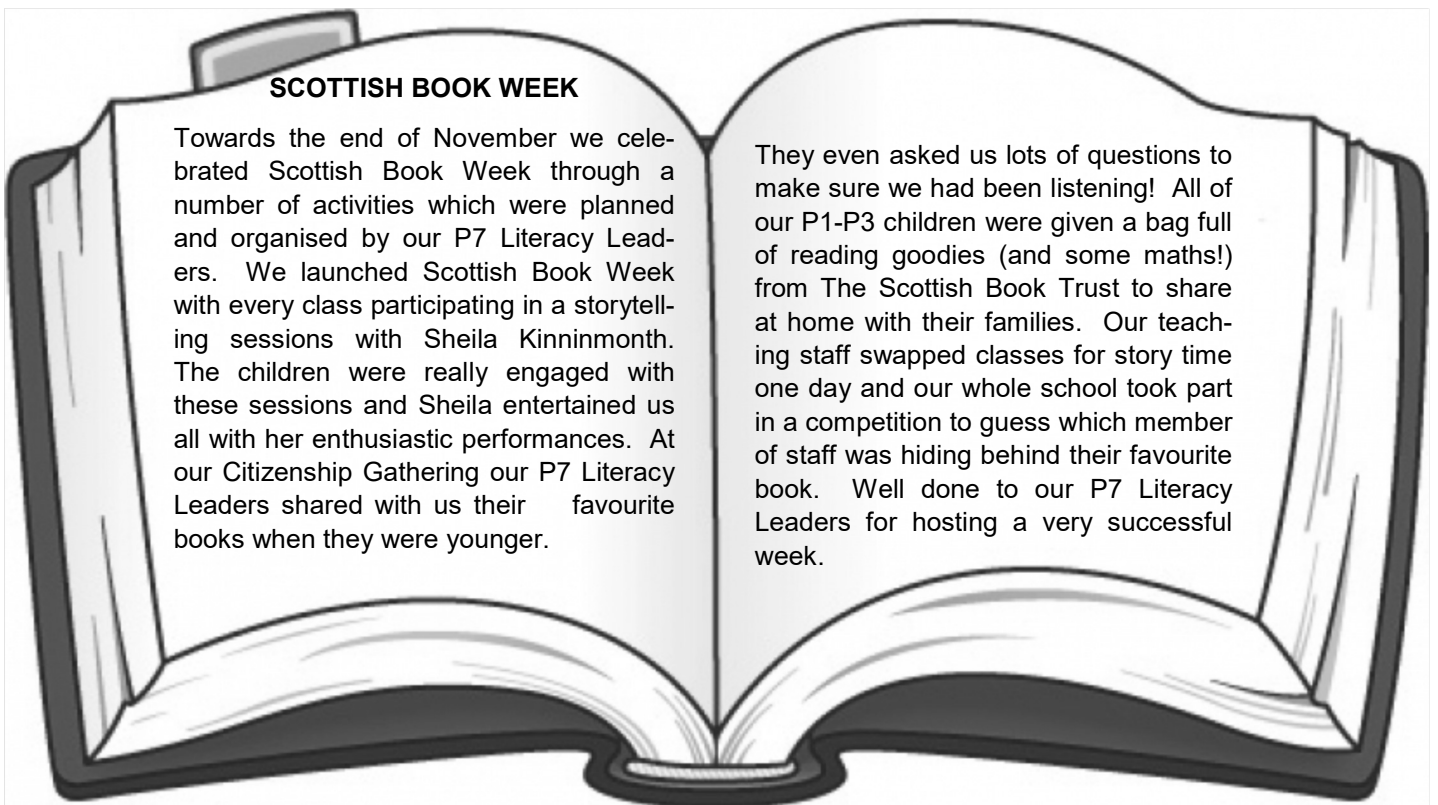 SCOTTISH BOOK WEEK
Towards the end of November we cele-
brated Scottish Book Week through a
number of activities which were planned
and organised by our P7 Literacy Lead-
ers. We launched Scottish Book Week
with every class participating in a storytell-
ing sessions with Sheila Kinninmonth.
The children were really engaged with
these sessions and Sheila entertained us
all with her enthusiastic performances. At
our Citizenship Gathering our P7 Literacy
Leaders shared with us their favourite
books when they were younger.
They even asked us lots of questions to
make sure we had been listening! All of
our P1-P3 children were given a bag full
of reading goodies (and some maths!)
from The Scottish Book Trust to share
at home with their families. Our teach-
ing staff swapped classes for story time
one day and our whole school took part
in a competition to guess which member
of staff was hiding behind their favourite
book. Well done to our P7 Literacy
Leaders for hosting a very successful
week.